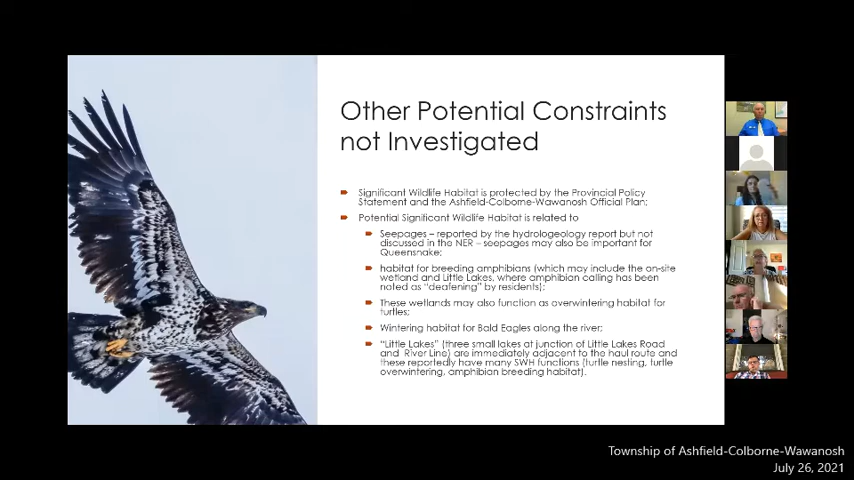 Other Potential Constraints
not Investigated
Significant Wildlife Habitat is protected by the Provincial Policy
Statement and the Ashfield-Colborne-Wawanosh Official Plan;
Potential Significant Wildlife Habitat is related to
Seepages – reported by the hydrogeology report but not
discussed in the NER – seepages may also be important for
Queensnake;
habitat for breeding amphibians (which may include the on-site
wetland and Little Lakes, where amphibian calling has been
noted as “deafening” by residents);
These wetlands may also function as overwintering habitat for
turtles;
Wintering habitat for Bald Eagles along the river;
“Little Lakes” (three small lakes at junction of Little Lakes Road
and River Line) are immediately adjacent to the haul route and
these reportedly have many SWH functions (turtle nesting, turtle
overwintering, amphibian breeding habitat).
Township of Ashfield-Colborne-Wawanosh
July 26, 2021